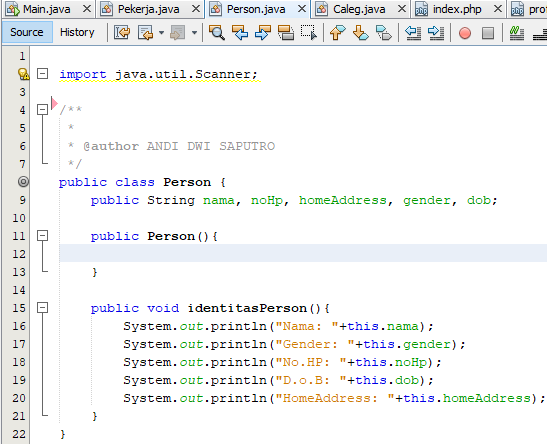 Main.java Pekerja.java Person.java Caleg.java index.php
Source History
1
2 import java.util.Scanner;
3
4 /**
5 *
6 * @author ANDI DWI SAPUTRO
7 */
public class Person {
9 public String nama, noHp, homeAddress, gender, dob;
10
11 public Person(){
12
13 }
14
15 public void identitasPerson(){
16 System.out.println("Nama: "+this.nama);
17 System.out.println("Gender: "+this.gender);
18 System.out.println("No.HP: "+this.noHp);
19 System.out.println("D.o.B: "+this.dob);
20 System.out.println("HomeAddress: "+this.homeAddress);
21 }
22 }